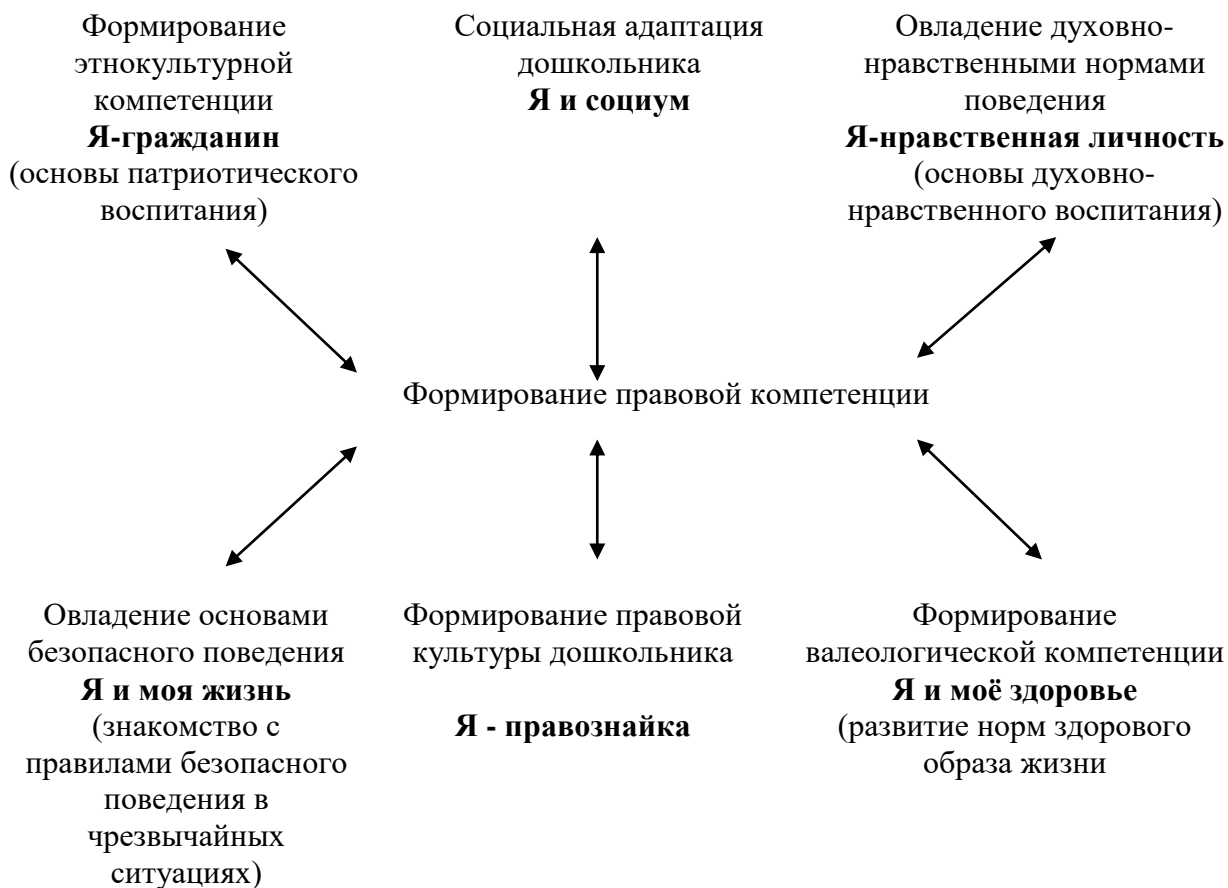 Формирование
этнокультурной
компетенции
Я-гражданин
(основы патриотического
воспитания)
Социальная адаптация
дошкольника
Я и социум
Овладение духовно-
нравственными нормами
поведения
Я-нравственная личность
(основы духовно-
нравственного воспитания)
Формирование правовой компетенции
Овладение основами
безопасного поведения
Я и моя жизнь
(знакомство с
правилами безопасного
поведения в
чрезвычайных
ситуациях)
Формирование правовой
культуры дошкольника
Я - правознайка
Формирование
валеологической компетенции
Я и моё здоровье
(развитие норм здорового
образа жизни